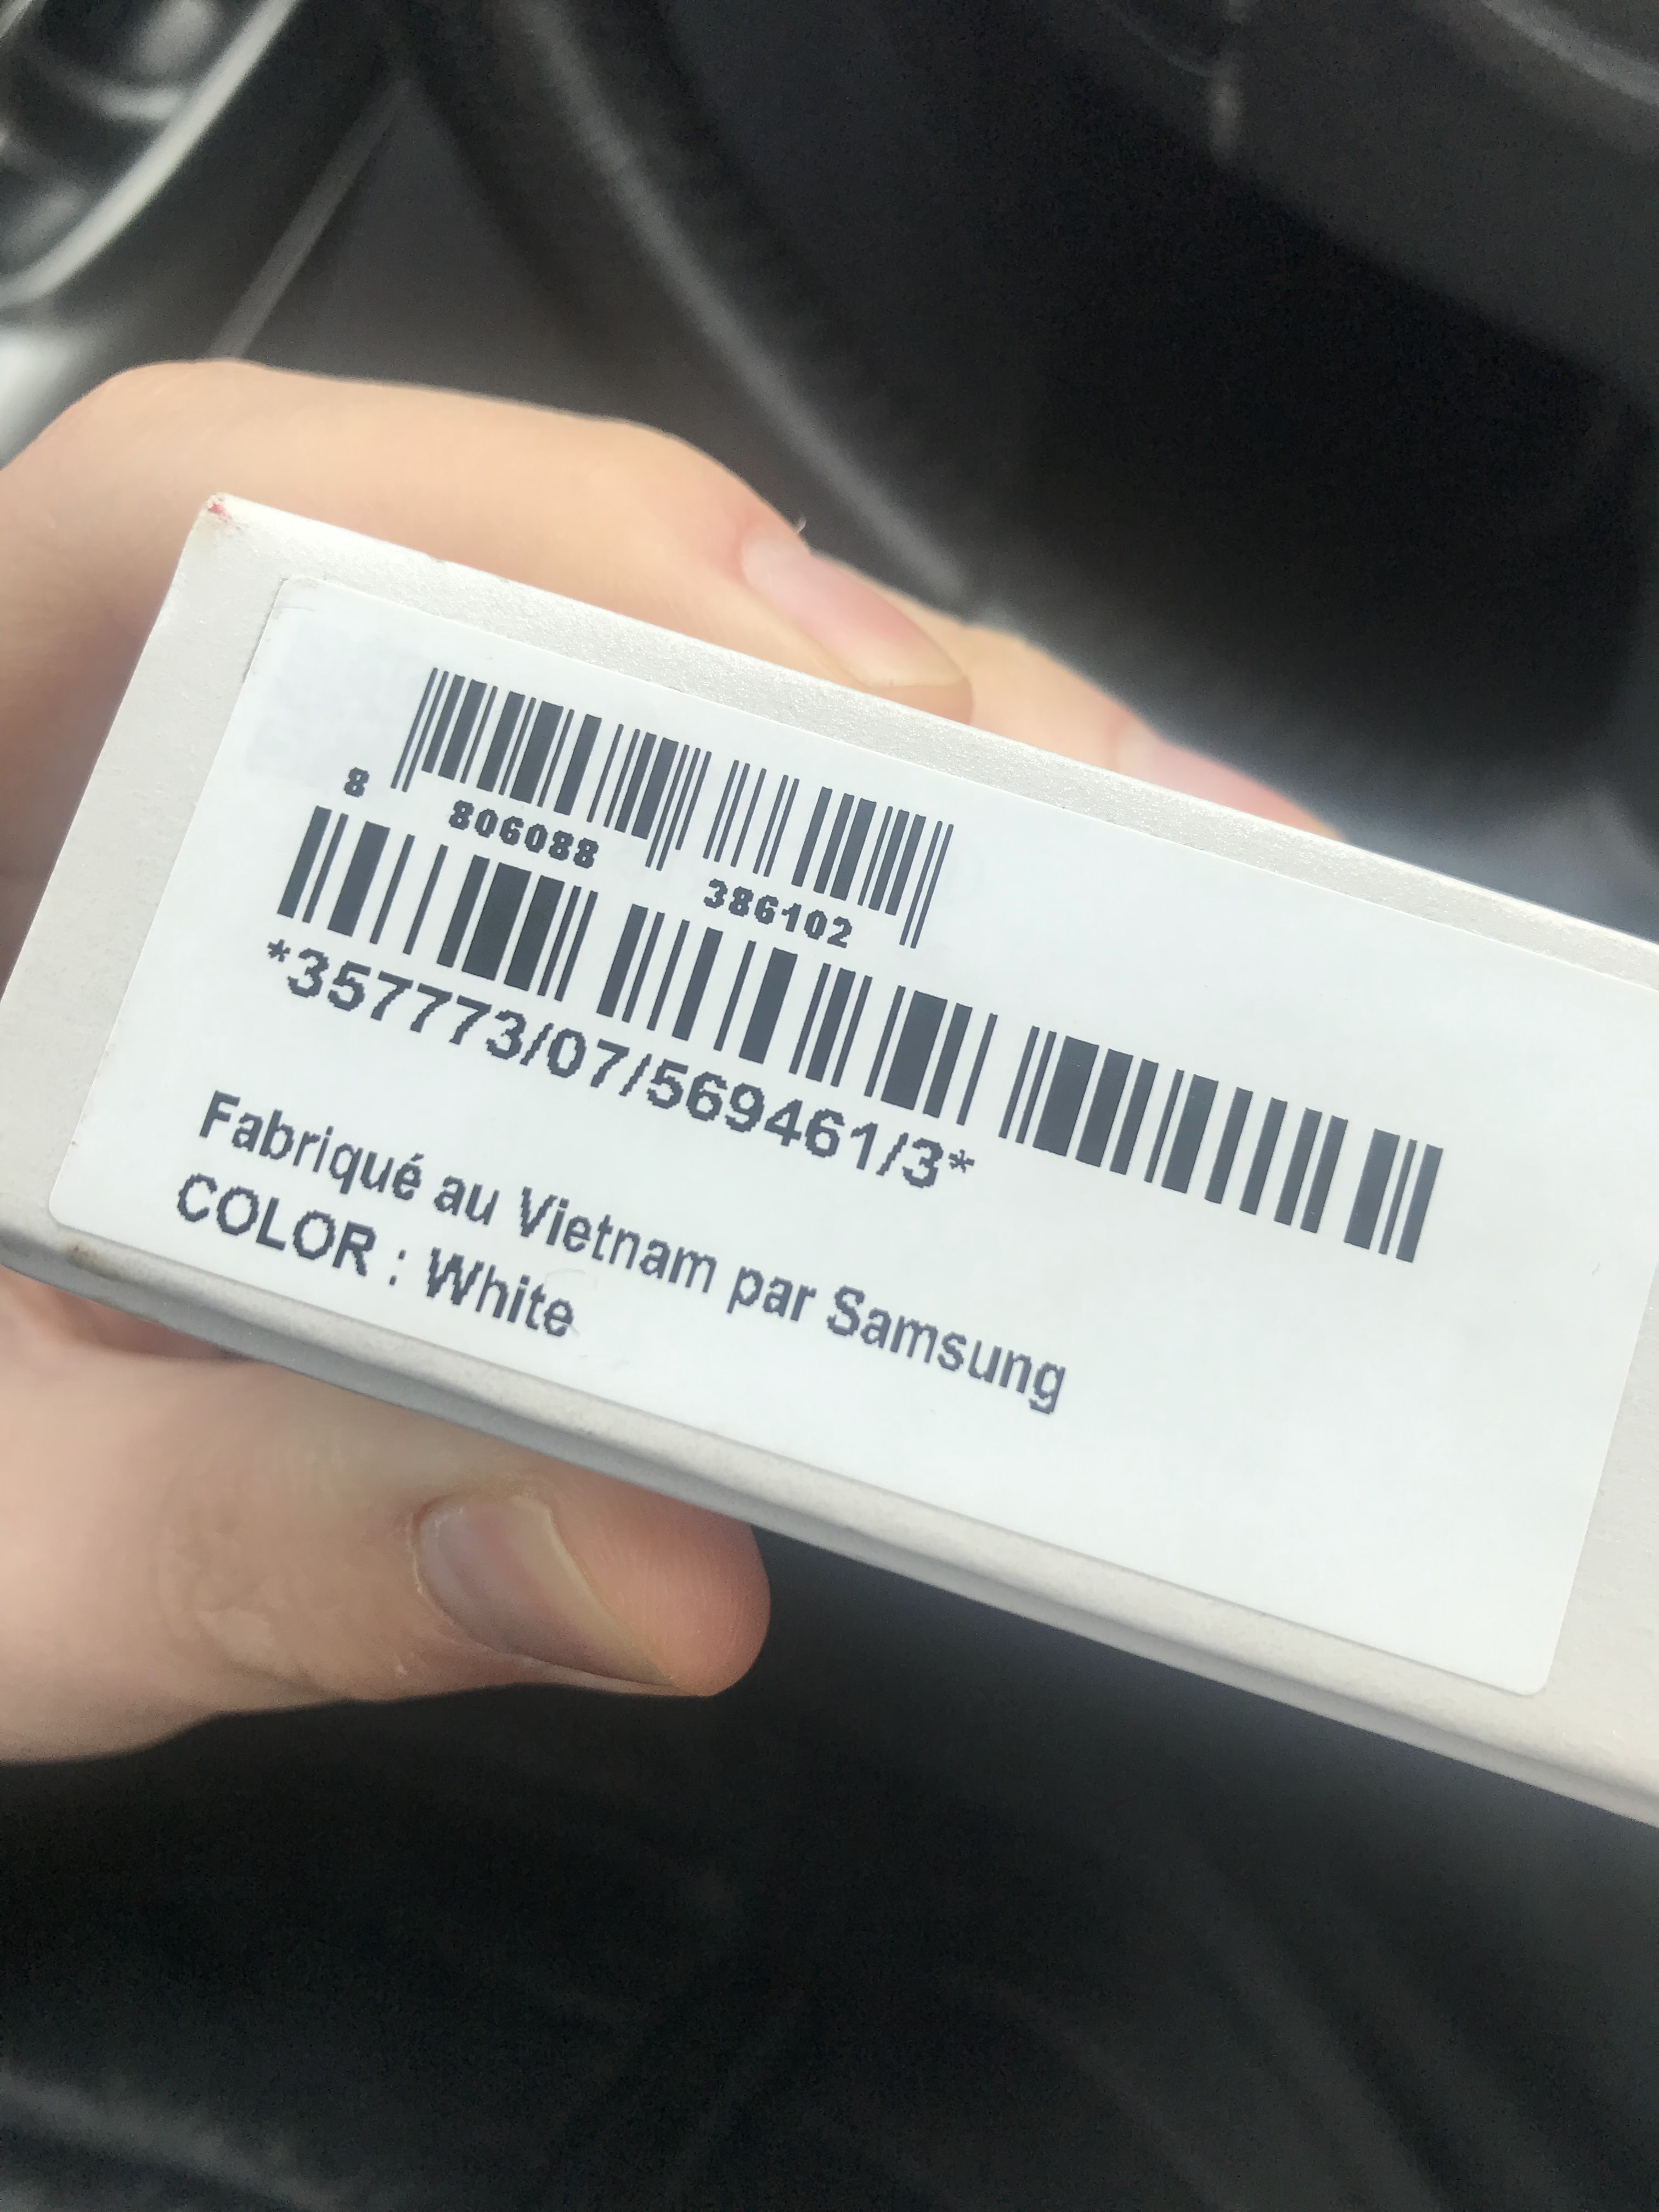 8 806088 386102
*357773/07/569461/3*
Fabriqué au Vietnam par Samsung
COLOR : White